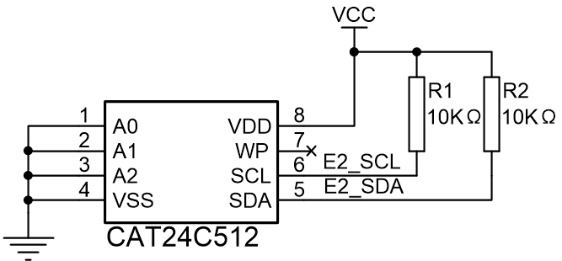 VCC
R1
10KΩ
R2
10KΩ
1 A0 VDD 8
2 A1 WP 7
3 A2 SCL 6 E2_SCL
4 VSS SDA 5 E2_SDA
CAT24C512